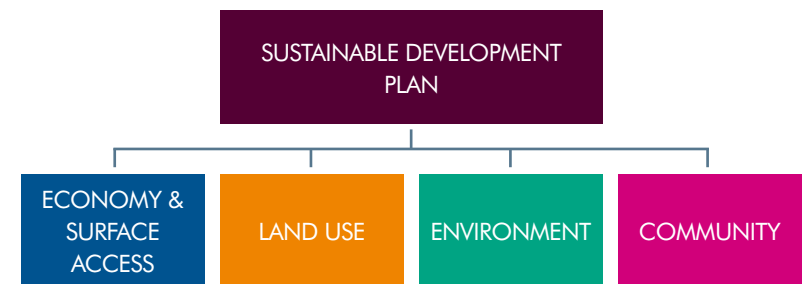 SUSTAINABLE DEVELOPMENT
PLAN
ECONOMY &
SURFACE
ACCESS
LAND USE
ENVIRONMENT
COMMUNITY